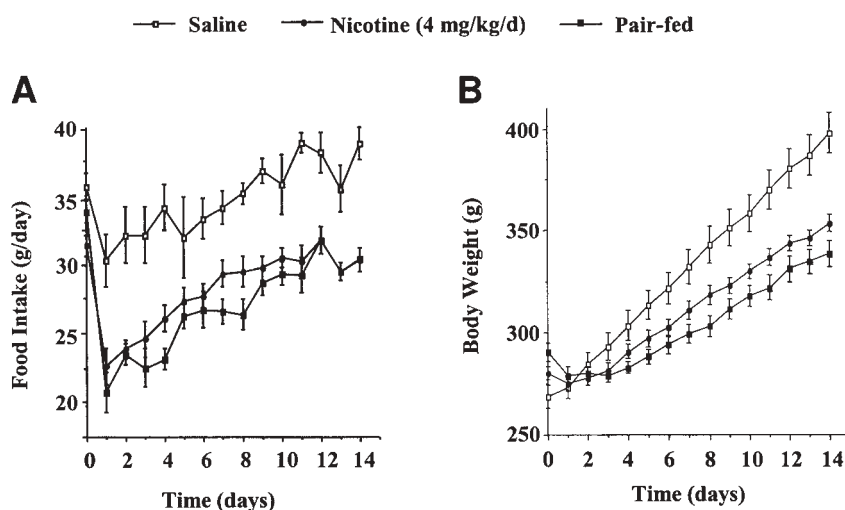 Saline Nicotine (4 mg/kg/d) Pair-fed
A
40
35
30
25
20
Food Intake (g/day)
0 2 4 6 8 10 12 14
Time (days)
B
400
350
300
250
Body Weight (g)
0 2 4 6 8 10 12 14
Time (days)